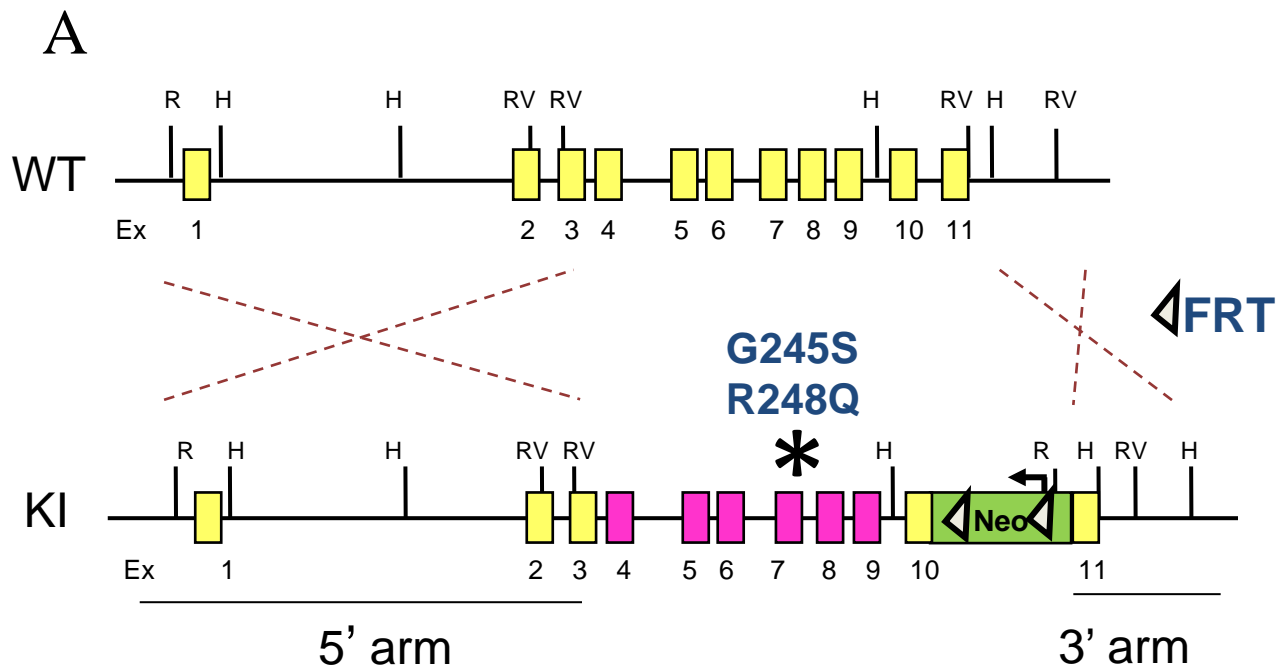 A
R H H RV RV H RV H RV
WT
Ex 1 2 3 4 5 6 7 8 9 10 11
FRT
G245S
R248Q
*
R H H RV RV H R H RV H
KI
Neo
Ex 1 2 3 4 5 6 7 8 9 10 11
5’ arm 3’ arm